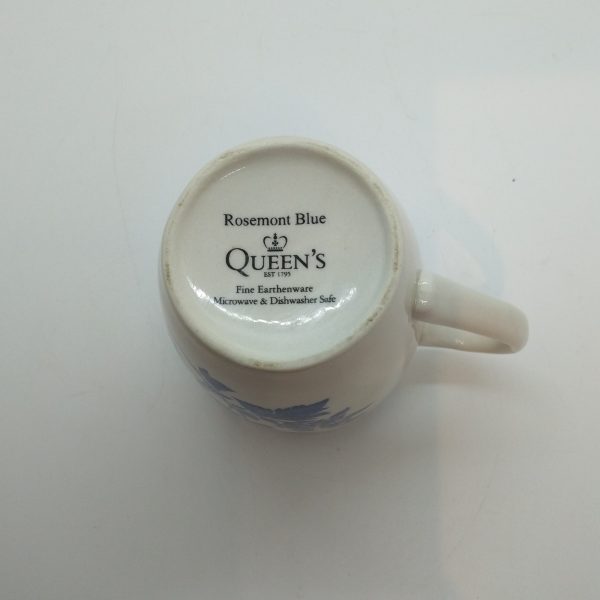 Rosemont Blue
QUEEN'S
EST 1795
Fine Earthenware
Microwave & Dishwasher Safe